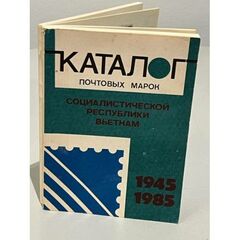 КАТАЛОГ
ПОЧТОВЫХ МАРОК
СОЦИАЛИСТИЧЕСКОЙ
РЕСПУБЛИКИ
ВЬЕТНАМ
1945
1985